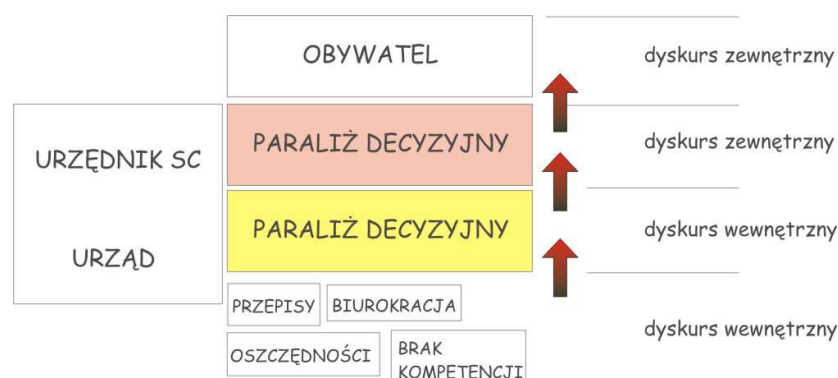 OBYWATEL
dyskurs zewnętrzny
URZĘDNIK SC
PARALIŻ DECYZYJNY
dyskurs zewnętrzny
URZĄD
PARALIŻ DECYZYJNY
dyskurs wewnętrzny
PRZEPISY
BIUROKRACJA
OSZCZĘDNOŚCI
BRAK
KOMPETENCJI
dyskurs wewnętrzny